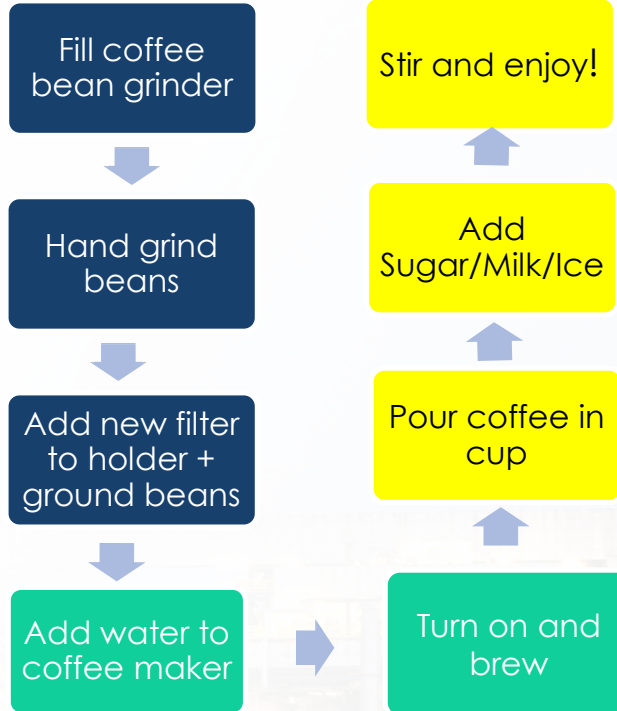 Fill coffee
bean grinder
Hand grind
beans
Add new filter
to holder +
ground beans
Add water to
coffee maker
Turn on and
brew
Pour coffee in
cup
Add
Sugar/Milk/Ice
Stir and enjoy!